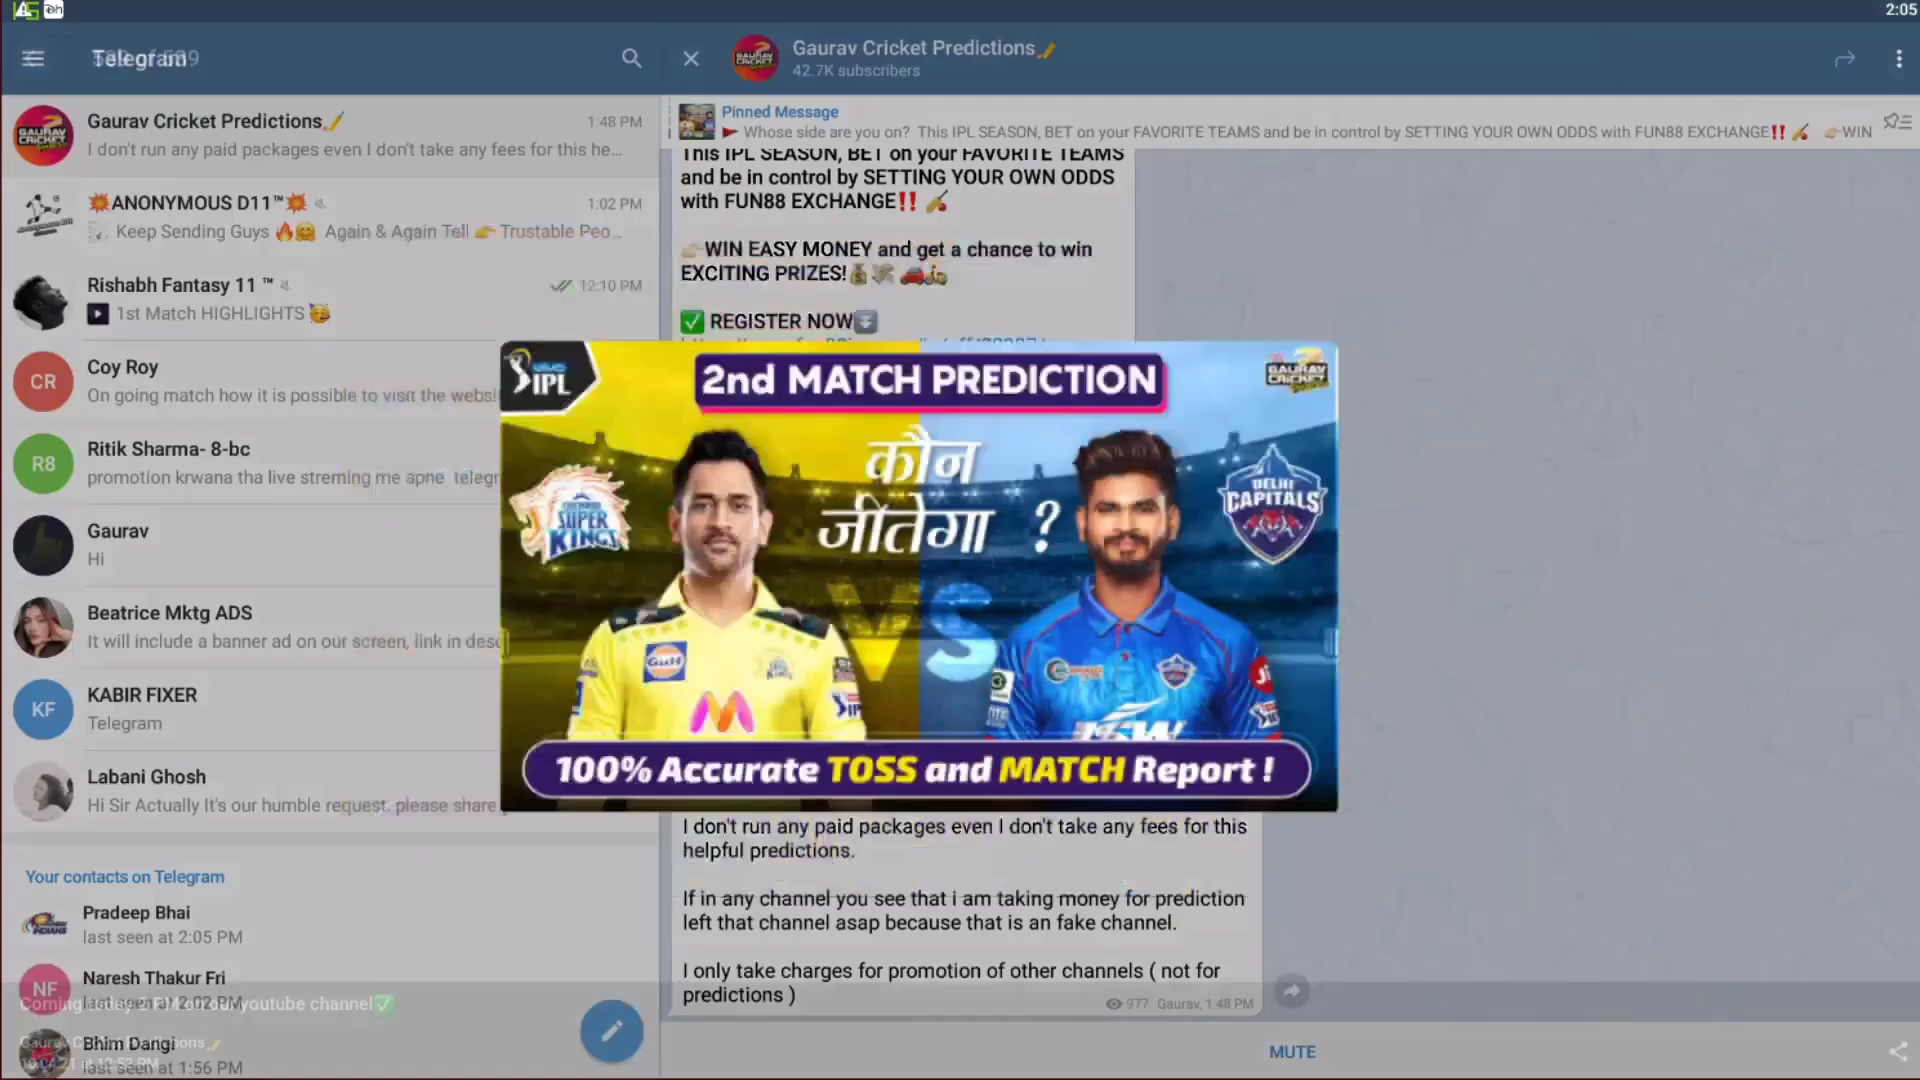 2:05
Telegram
Gaurav Cricket Predictions
42.7K subscribers
Gaurav Cricket Predictions
1:48 PM
I don't run any paid packages even I don't take any fees for this he...
💥ANONYMOUS D11™💥
1:02 PM
Keep Sending Guys 🔥🤗 Again & Again Tell 👉 Trustable Peo...
Rishabh Fantasy 11 ™
12:10 PM
1st Match HIGHLIGHTS 🥳
CR
Coy Roy
On going match how it is possible to visit the websi
R8
Ritik Sharma- 8-bc
promotion krwana tha live streming me apne telegr
Gaurav
Hi
Beatrice Mktg ADS
It will include a banner ad on our screen, link in desc
KF
KABIR FIXER
Telegram
Labani Ghosh
Hi Sir Actually It's our humble request. please share
Your contacts on Telegram
Pradeep Bhai
last seen at 2:05 PM
NF
Naresh Thakur Fri
last seen at 2:02 PM
Bhim Dangi
last seen at 1:56 PM
Pinned Message
🚩 Whose side are you on? This IPL SEASON, BET on your FAVORITE TEAMS and be in control by SETTING YOUR OWN ODDS with FUN88 EXCHANGE‼️ 🏏 👉🏻WIN
This IPL SEASON, BET on your FAVORITE TEAMS
and be in control by SETTING YOUR OWN ODDS
with FUN88 EXCHANGE‼️ 🏏
👉🏻WIN EASY MONEY and get a chance to win
EXCITING PRIZES!💰💸 🚗🛵
✅ REGISTER NOW⏬
IPL
2nd MATCH PREDICTION
GAURAV
CRICKET
कौन
जीतेगा ?
CHENNAI
SUPER
KINGS
DELHI
CAPITALS
VS
Gulf
100% Accurate TOSS and MATCH Report !
I don't run any paid packages even I don't take any fees for this
helpful predictions.
If in any channel you see that i am taking money for prediction
left that channel asap because that is an fake channel.
I only take charges for promotion of other channels ( not for
predictions )
977 Gaurav, 1:48 PM
MUTE